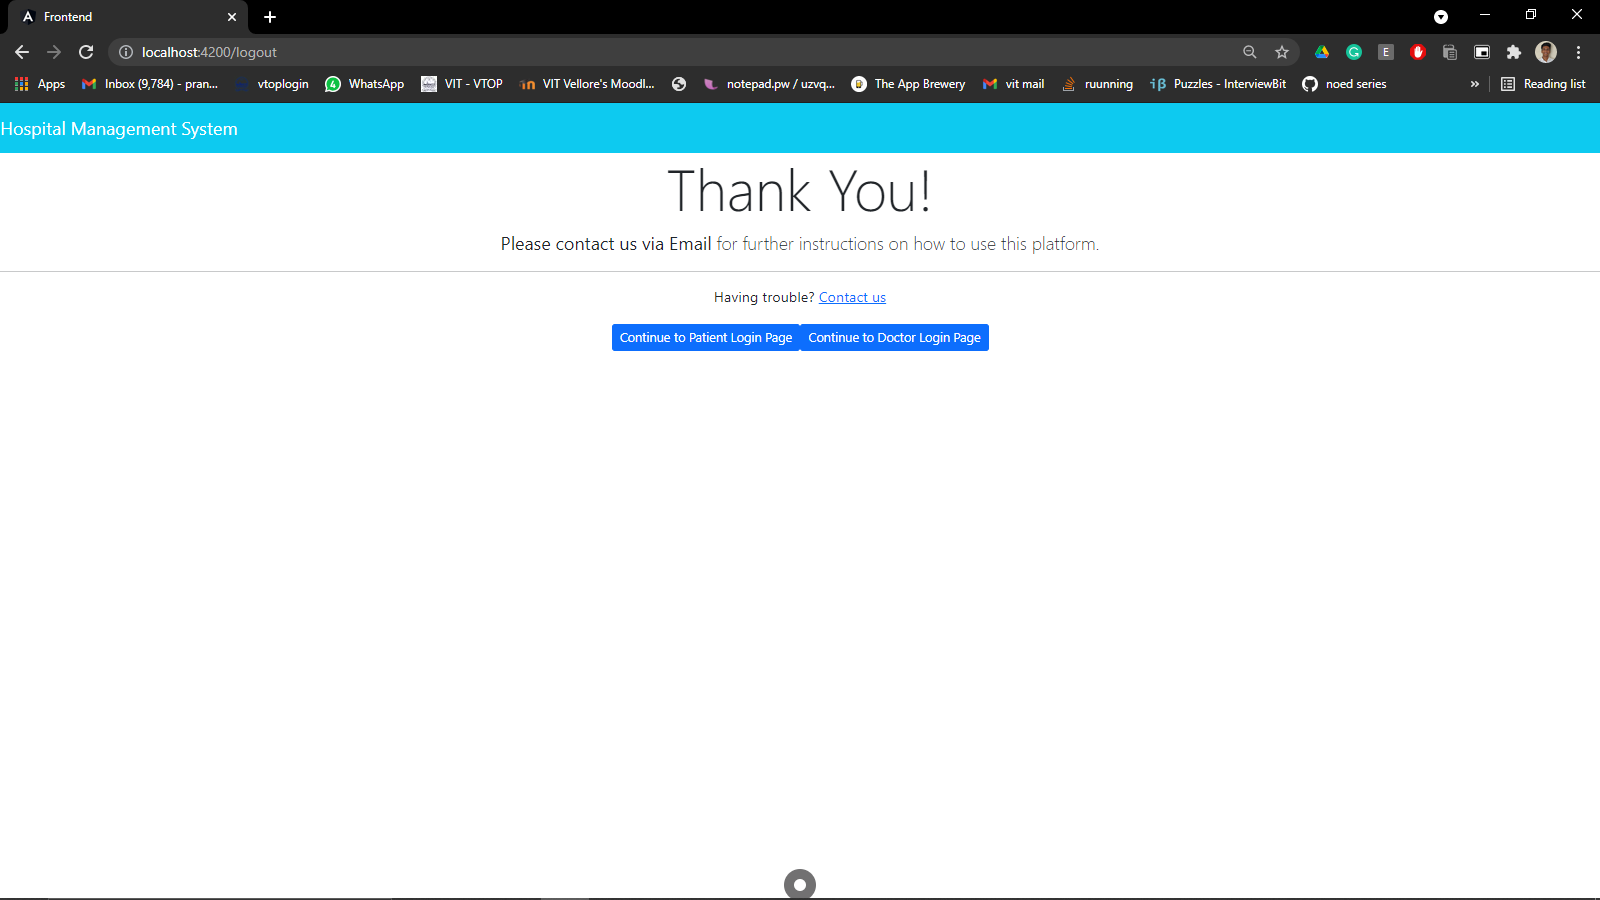 Frontend
localhost:4200/logout
Apps Inbox (9,784) - pran... vtoplogin WhatsApp VIT - VTOP VIT Vellore's Moodl... notepad.pw / uzvq... The App Brewery vit mail ruunning Puzzles - InterviewBit noed series » Reading list
Hospital Management System
Thank You!
Please contact us via Email for further instructions on how to use this platform.
Having trouble? Contact us
Continue to Patient Login Page Continue to Doctor Login Page